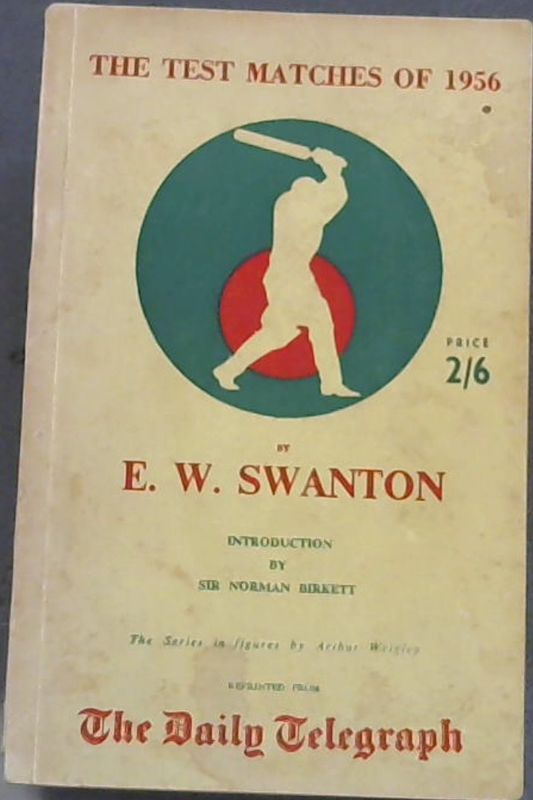 THE TEST MATCHES OF 1956
PRICE
2/6
BY
E. W. SWANTON
INTRODUCTION
BY
SIR NORMAN BIRKETT
The Series in figures by Arthur Wrigley
REPRINTED FROM
The Daily Telegraph